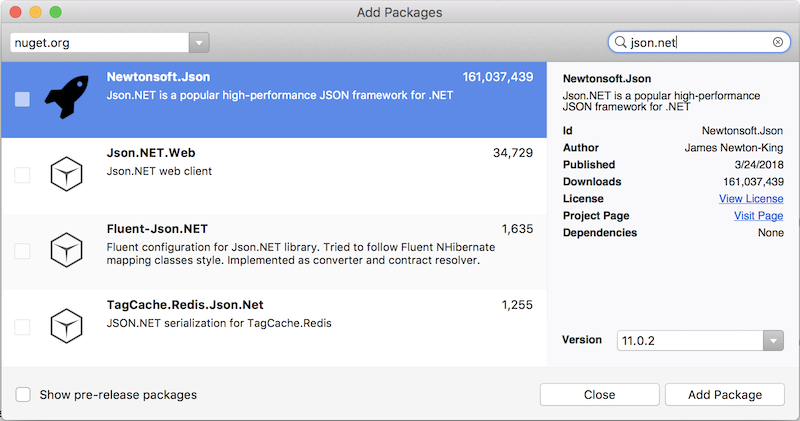 Add Packages
nuget.org
json.net
Newtonsoft.Json 161,037,439
Json.NET is a popular high-performance JSON framework for .NET
Json.NET.Web 34,729
Json.NET web client
Fluent-Json.NET 1,635
Fluent configuration for Json.NET library. Tried to follow Fluent NHibernate
mapping classes style. Implemented as converter and contract resolver.
TagCache.Redis.Json.Net 1,255
JSON.NET serialization for TagCache.Redis
Newtonsoft.Json
Json.NET is a popular high-performance
JSON framework for .NET
Id Newtonsoft.Json
Author James Newton-King
Published 3/24/2018
Downloads 161,037,439
License View License
Project Page Visit Page
Dependencies None
Version 11.0.2
Show pre-release packages
Close
Add Package